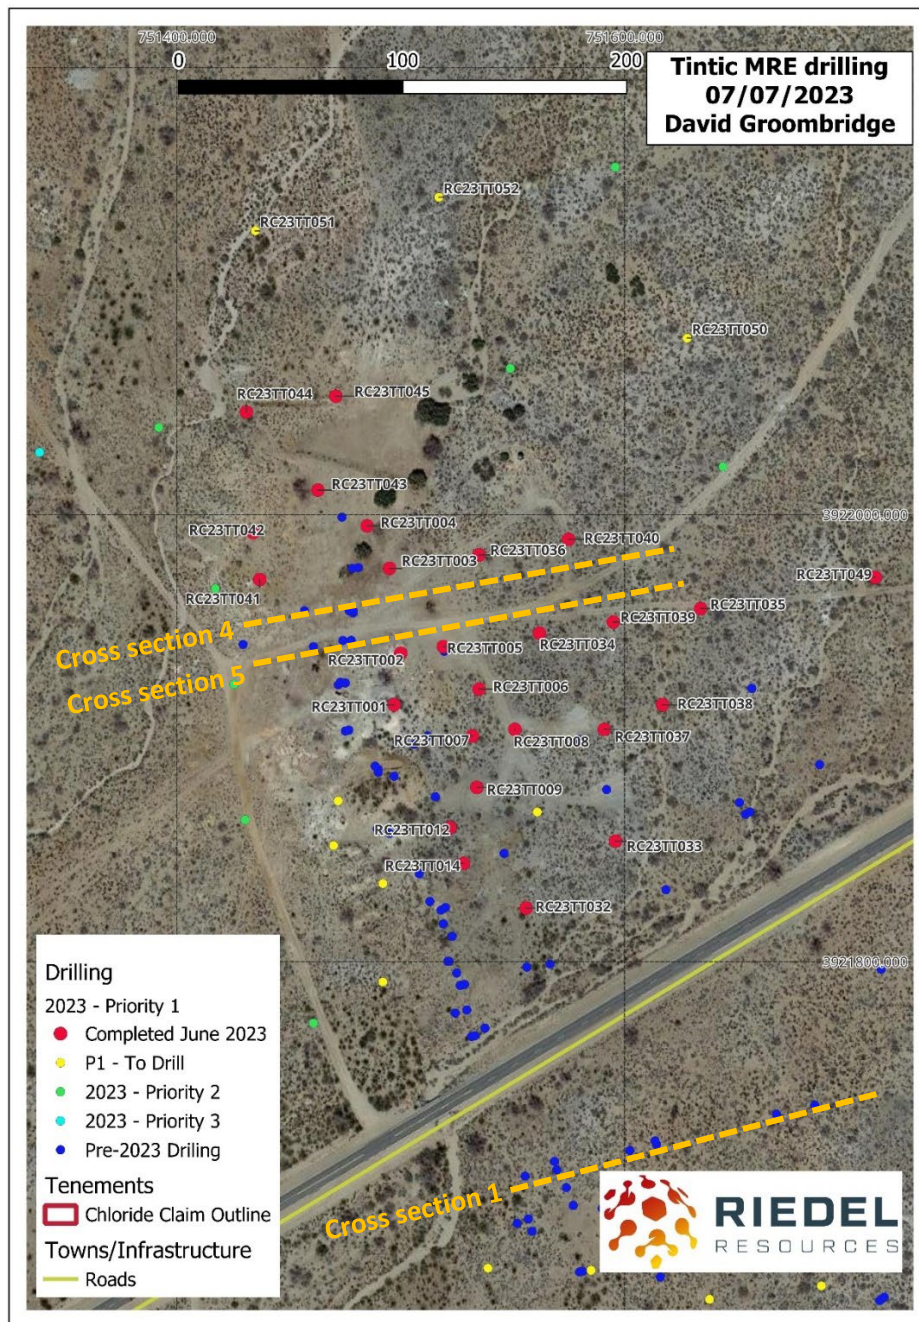 751400.000
751600.000
0
100
200
Tintic MRE drilling
07/07/2023
David Groombridge
RC23TT052
RC23TT051
RC23TT050
RC23TT044
RC23TT045
RC23TT043
RC23TT042
RC23TT004
3922000.000
RC23TT036
RC23TT040
RC23TT003
RC23TT049
RC23TT041
RC23TT035
RC23TT039
Cross section 4
RC23TT034
RC23TT005
RC23TT002
Cross section 5
RC23TT006
RC23TT001
RC23TT038
RC23TT007
RC23TT008
RC23TT037
RC23TT009
RC23TT012
RC23TT033
RC23TT014
RC23TT032
3921800.000
Drilling
2023 - Priority 1
Completed June 2023
P1 - To Drill
2023 - Priority 2
2023 - Priority 3
Pre-2023 Drilling
Tenements
Chloride Claim Outline
Towns/Infrastructure
Roads
Cross section 1
RIEDEL
RESOURCES